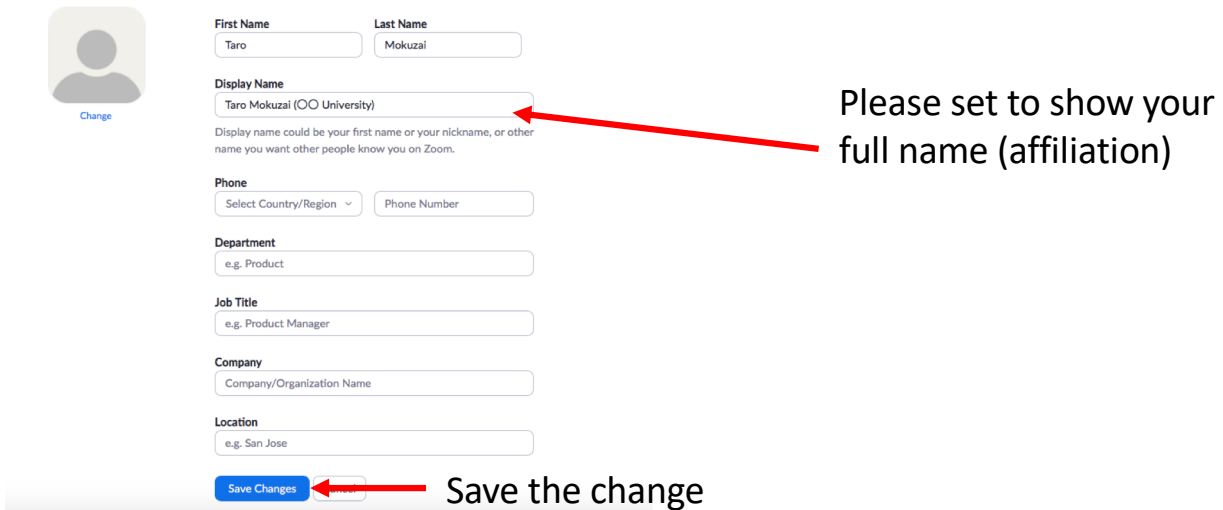 First Name Last Name
Taro Mokuzai
Display Name
Taro Mokuzai (〇〇 University)
Change
Display name could be your first name or your nickname, or other
name you want other people know you on Zoom.
Please set to show your
full name (affiliation)
Phone
Select Country/Region Phone Number
Department
e.g. Product
Job Title
e.g. Product Manager
Company
Company/Organization Name
Location
e.g. San Jose
Save Changes
Save the change